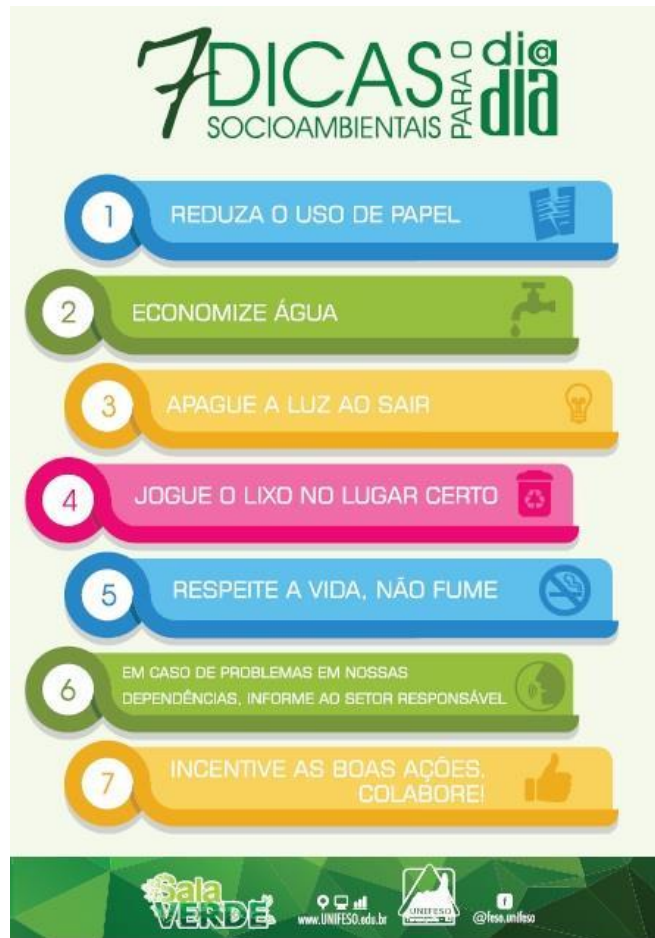 7 DICAS
SOCIOAMBIENTAIS
PARA O
dia@
dia
1
REDUZA O USO DE PAPEL
2
ECONOMIZE ÁGUA
3
APAGUE A LUZ AO SAIR
4
JOGUE O LIXO NO LUGAR CERTO
5
RESPEITE A VIDA, NÃO FUME
6
EM CASO DE PROBLEMAS EM NOSSAS
DEPENDÊNCIAS, INFORME AO SETOR RESPONSÁVEL
7
INCENTIVE AS BOAS AÇÕES,
COLABORE!
Sala
VERDE
www.UNIFESO.edu.br
UNIFESO
@feso.unifeso